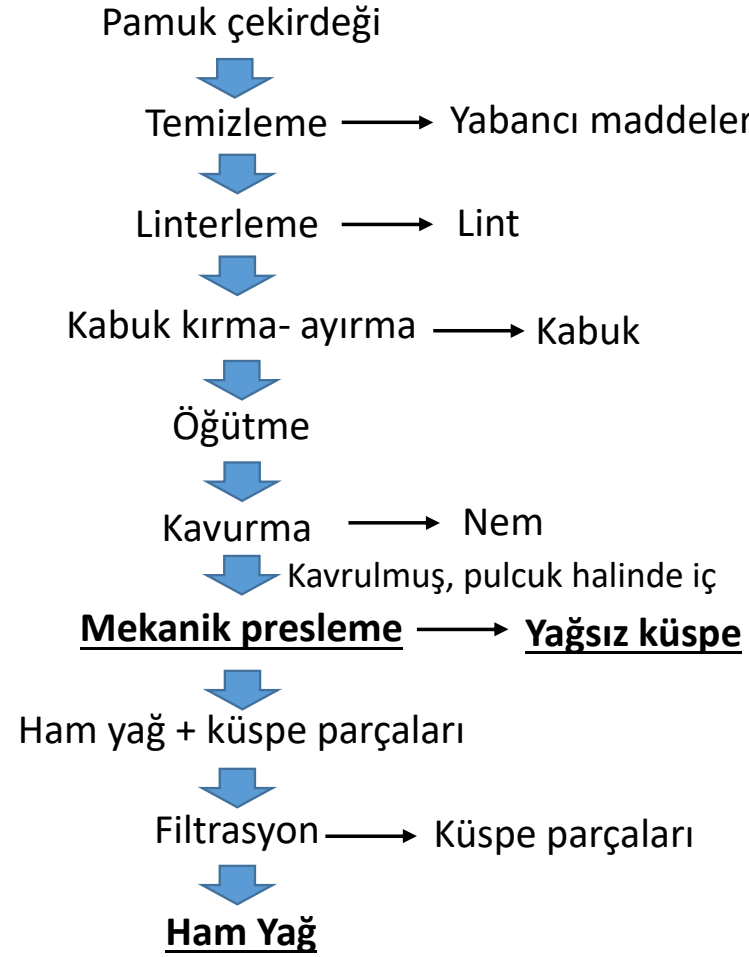 Pamuk çekirdeği
Temizleme Yabancı maddeler
Linterleme Lint
Kabuk kırma- ayırma Kabuk
Öğütme
Kavurma Nem
Kavrulmuş, pulcuk halinde iç
Mekanik presleme Yağsız küspe
Ham yağ + küspe parçaları
Filtrasyon Küspe parçaları
Ham Yağ